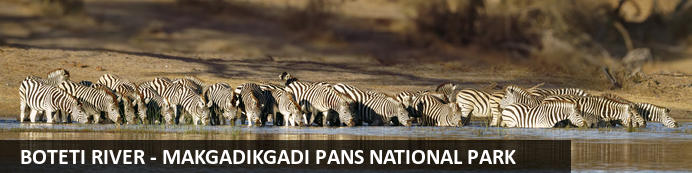 BOTETI RIVER - MAKGADIKGADI PANS NATIONAL PARK